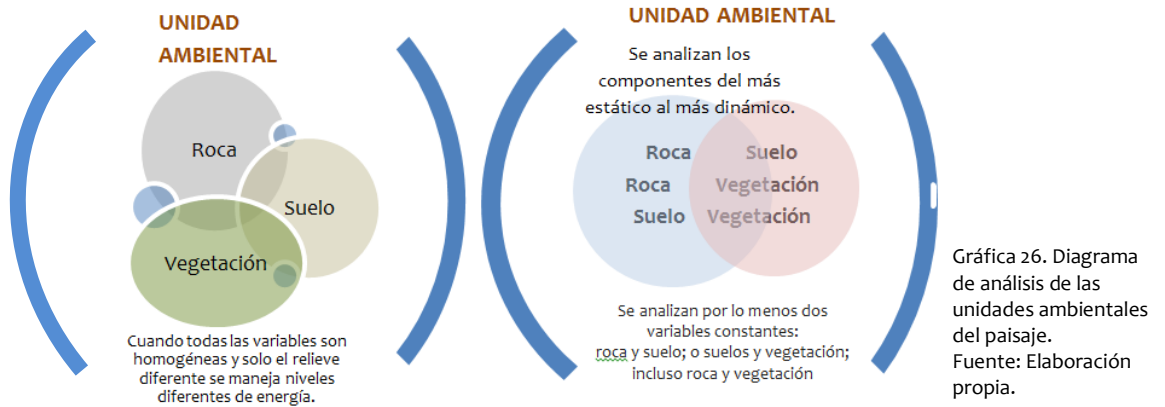 UNIDAD
AMBIENTAL
Roca
Suelo
Vegetación
Cuando todas las variables son
homogéneas y solo el relieve
diferente se maneja niveles
diferentes de energía.
UNIDAD AMBIENTAL
Se analizan los
componentes del más
estático al más dinámico.
Roca Suelo
Roca Vegetación
Suelo Vegetación
Se analizan por lo menos dos
variables constantes:
roca y suelo; o suelos y vegetación;
incluso roca y vegetación
Gráfica 26. Diagrama
de análisis de las
unidades ambientales
del paisaje.
Fuente: Elaboración
propia.